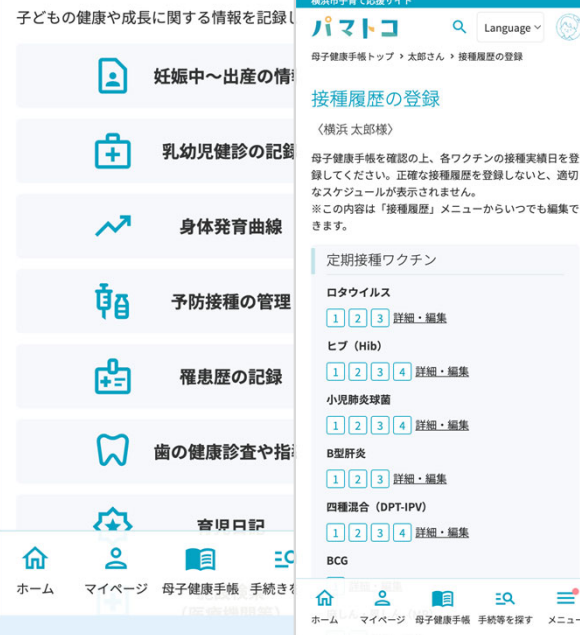 子どもの健康や成長に関する情報を記録し
妊娠中〜出産の情報
乳幼児健診の記録
身体発育曲線
予防接種の管理
罹患歴の記録
歯の健康診査や指導
育児日記
ホーム
マイページ
母子健康手帳
手続きを
横浜市子育て応援サイト
パマトコ
Language
母子健康手帳トップ > 太郎さん > 接種履歴の登録
接種履歴の登録
〈横浜 太郎様〉
母子健康手帳を確認の上、各ワクチンの接種実績日を登
録してください。正確な接種履歴を登録しないと、適切
なスケジュールが表示されません。
※この内容は「接種履歴」メニューからいつでも編集で
きます。
定期接種ワクチン
ロタウイルス
1 2 3 詳細・編集
ヒブ（Hib）
1 2 3 4 詳細・編集
小児肺炎球菌
1 2 3 4 詳細・編集
B型肝炎
1 2 3 詳細・編集
四種混合（DPT-IPV）
1 2 3 4 詳細・編集
BCG
ホーム
マイページ
母子健康手帳
手続等を探す
メニュー